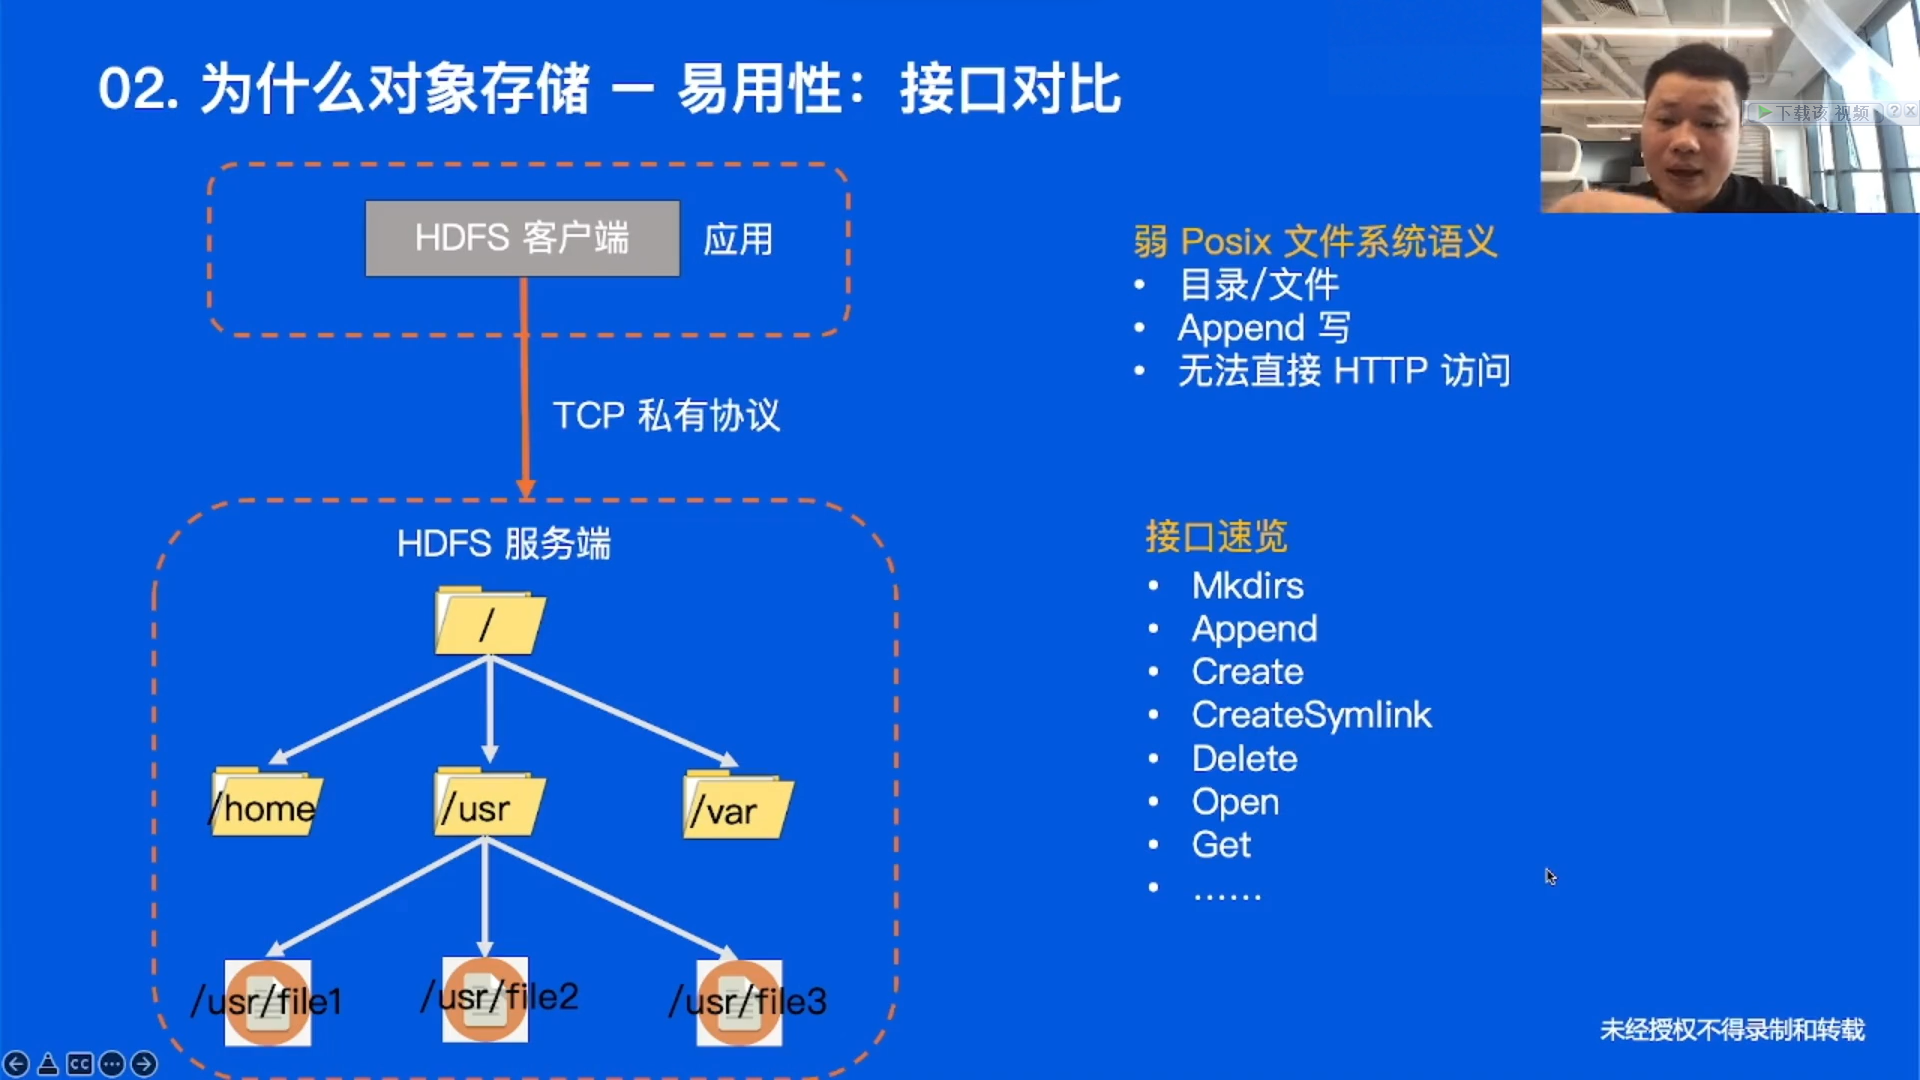 02. 为什么对象存储 － 易用性：接口对比
下载该 视频
HDFS 客户端
应用
TCP 私有协议
HDFS 服务端
/
/home
/usr
/var
/usr/file1
/usr/file2
/usr/file3
弱 Posix 文件系统语义
• 目录/文件
• Append 写
• 无法直接 HTTP 访问
接口速览
• Mkdirs
• Append
• Create
• CreateSymlink
• Delete
• Open
• Get
• ……
未经授权不得录制和转载
CC